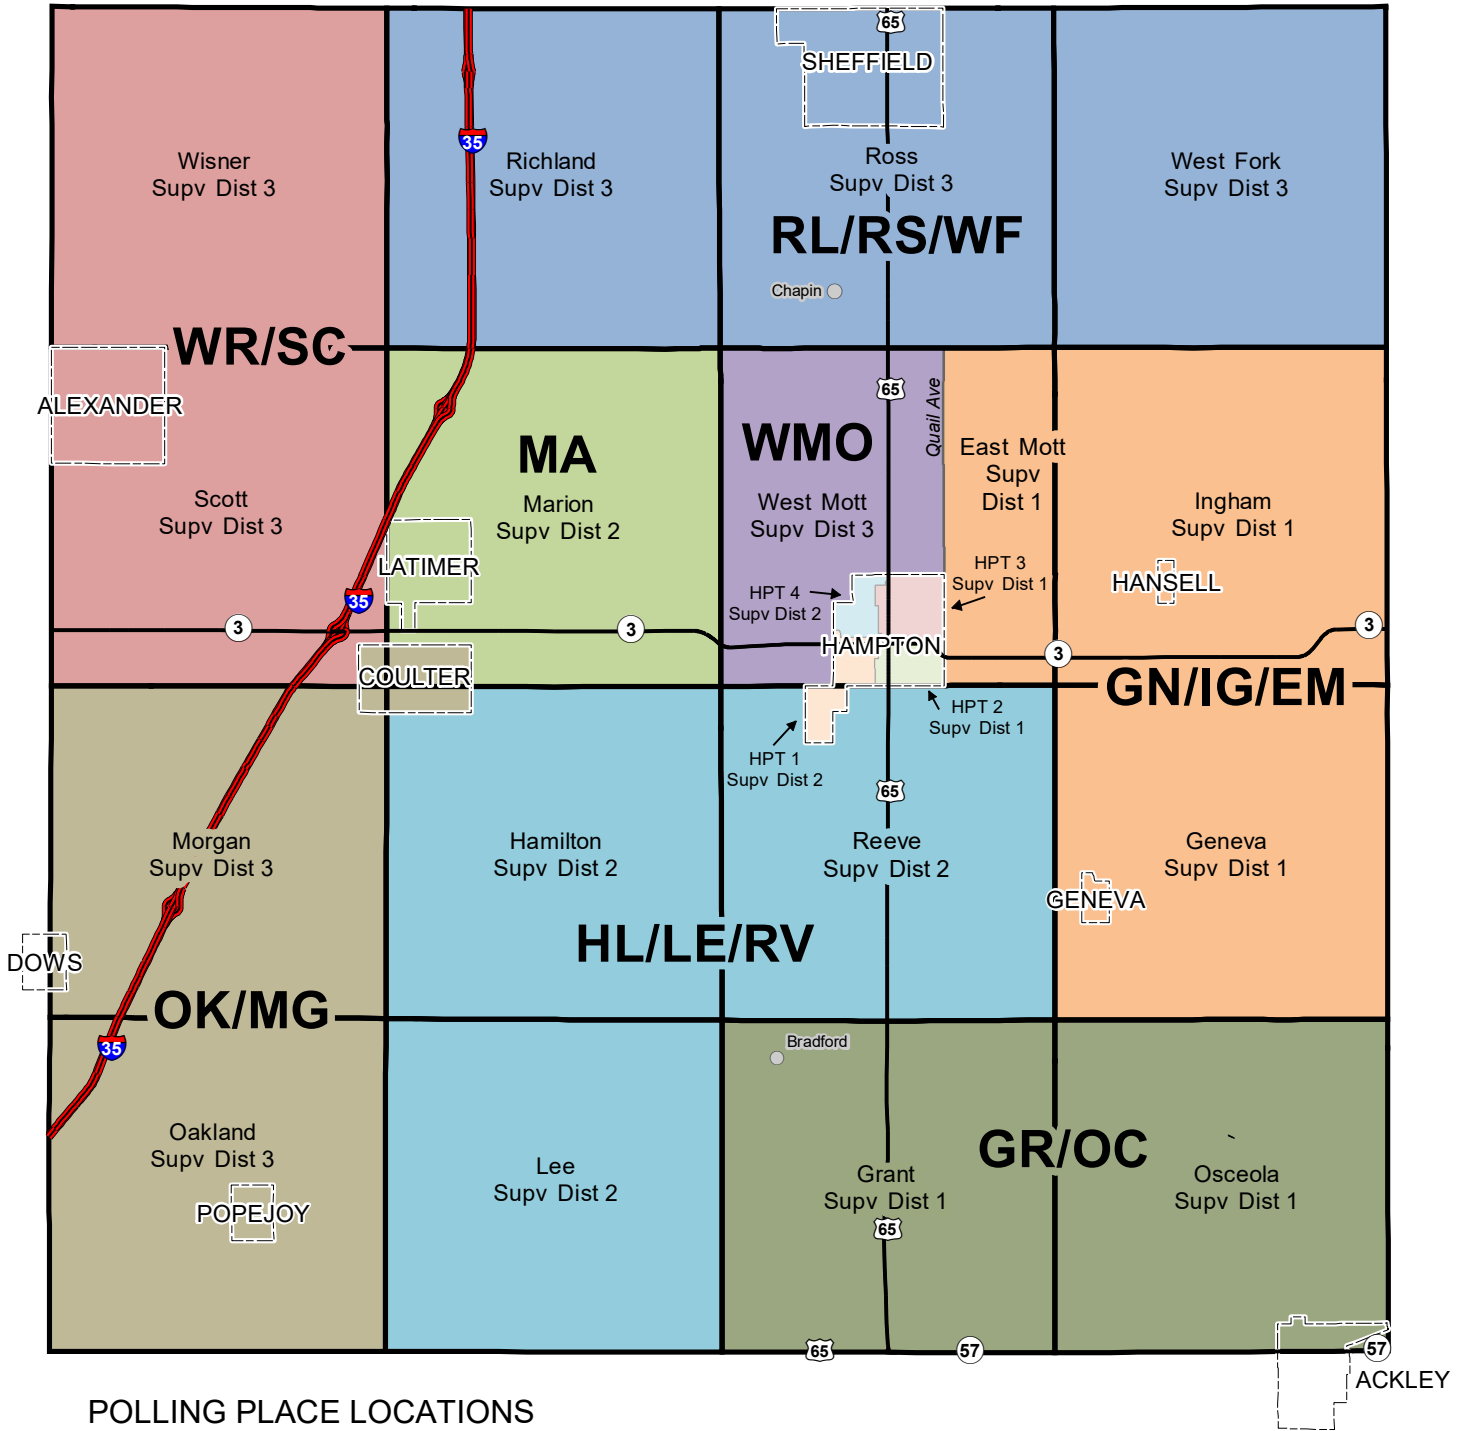 65
SHEFFIELD
35
Wisner
Supv Dist 3
Richland
Supv Dist 3
Ross
Supv Dist 3
West Fork
Supv Dist 3
RL/RS/WF
Chapin
WR/SC
ALEXANDER
65
Quail Ave
MA
WMO
East Mott
Supv
Dist 1
Scott
Supv Dist 3
Marion
Supv Dist 2
West Mott
Supv Dist 3
Ingham
Supv Dist 1
LATIMER
HPT 3
Supv Dist 1
HANSELL
HPT 4
Supv Dist 2
35
3
3
3
3
HAMPTON
COULTER
GN/IG/EM
HPT 2
Supv Dist 1
HPT 1
Supv Dist 2
65
Morgan
Supv Dist 3
Hamilton
Supv Dist 2
Reeve
Supv Dist 2
Geneva
Supv Dist 1
GENEVA
HL/LE/RV
DOWS
OK/MG
35
Bradford
Oakland
Supv Dist 3
GR/OC
Lee
Supv Dist 2
Grant
Supv Dist 1
Osceola
Supv Dist 1
POPEJOY
65
65
57
57
ACKLEY
POLLING PLACE LOCATIONS